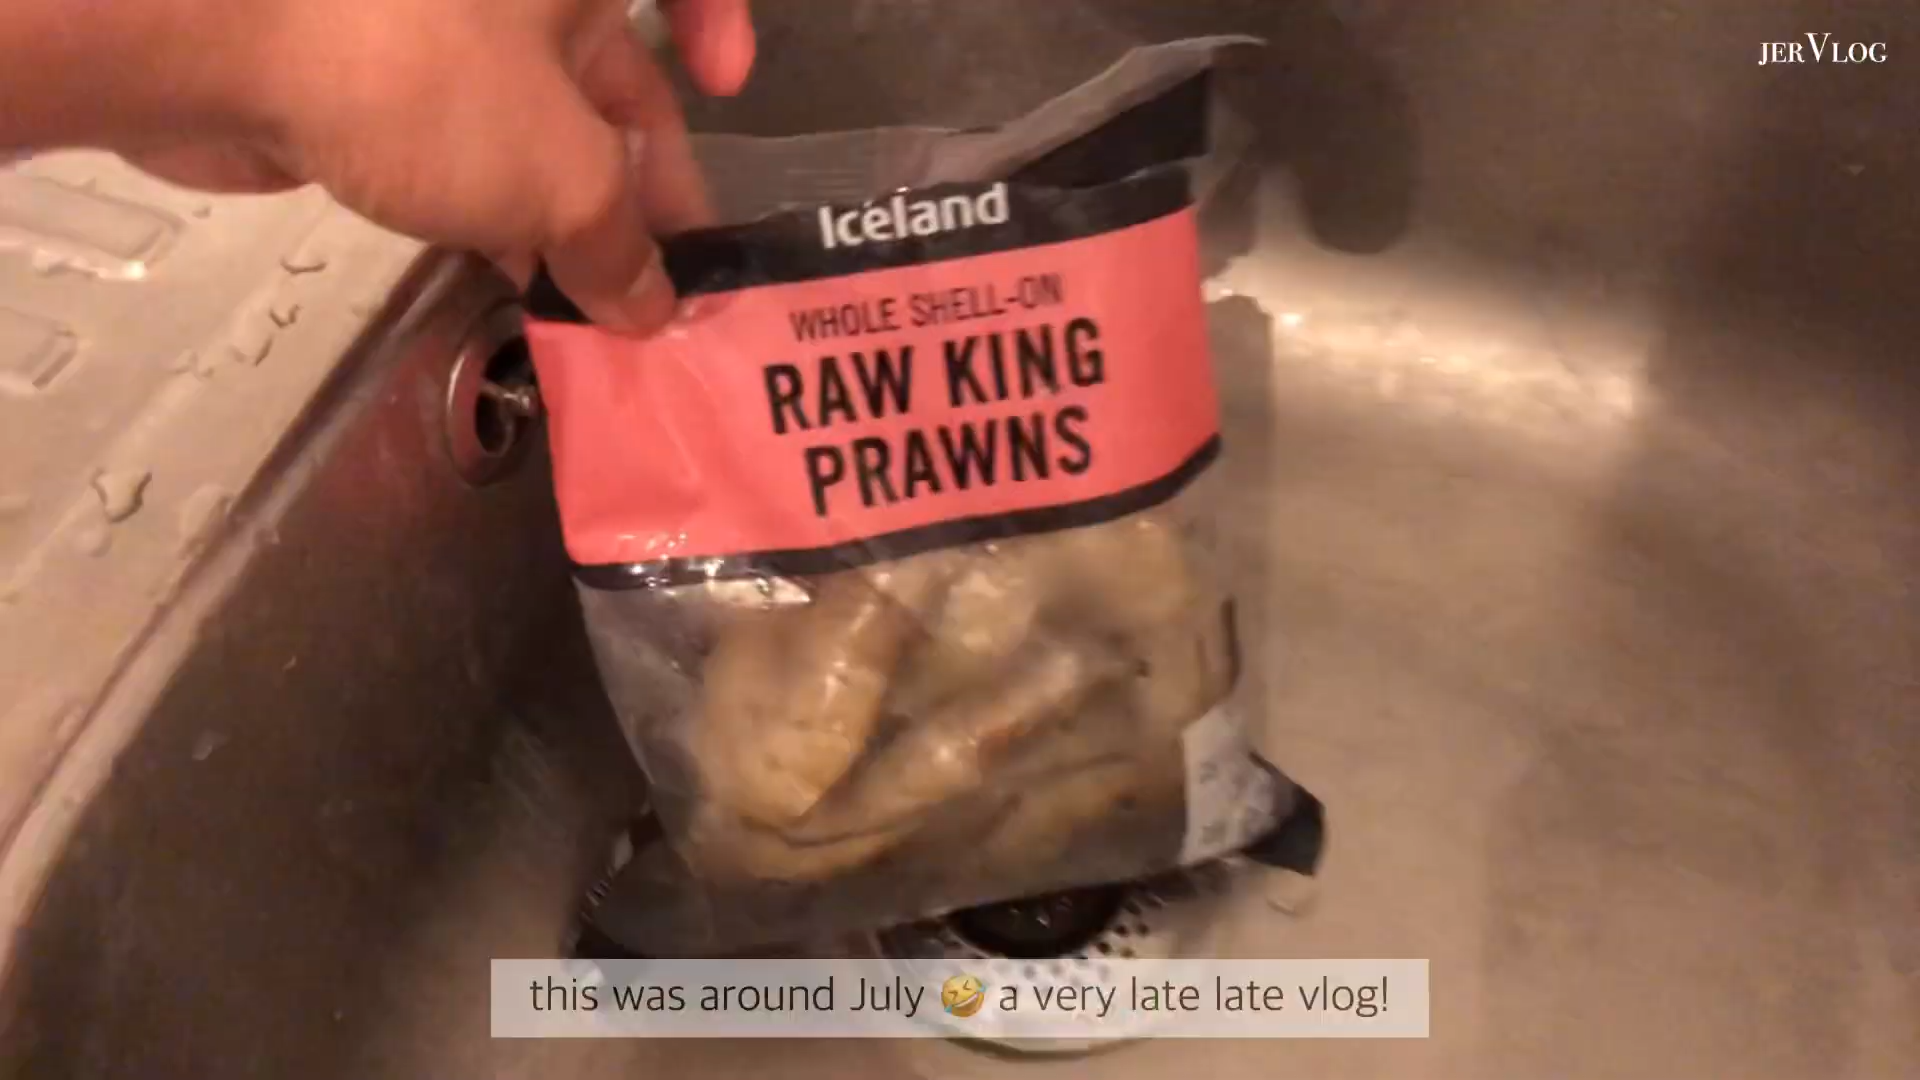 JERVLOG
Iceland
WHOLE SHELL-ON
RAW KING
PRAWNS
this was around July 🤣 a very late late vlog!